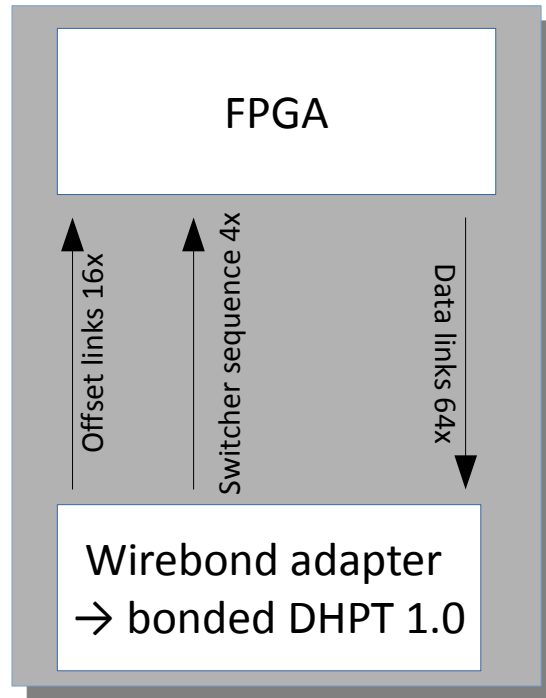 FPGA
Offset links 16x
Switcher sequence 4x
Data links 64x
Wirebond adapter
→ bonded DHPT 1.0